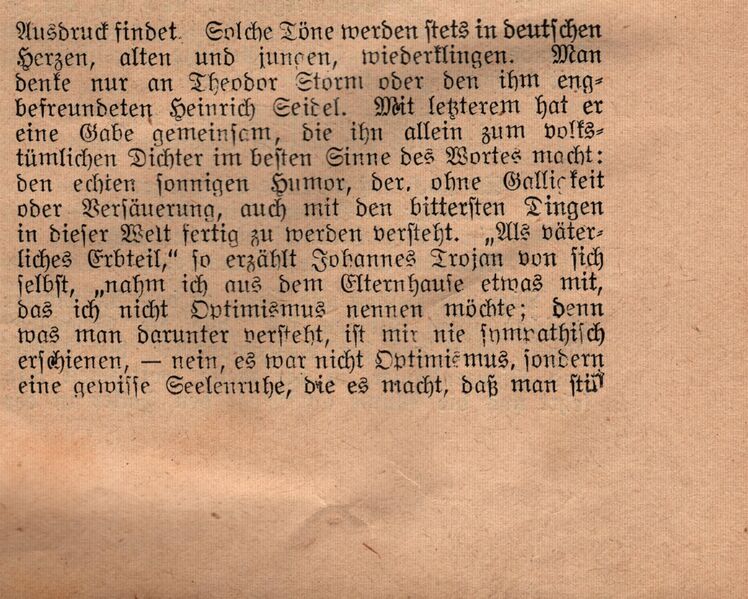 Ausdruck findet. Solche Töne werden stets in deutschen
Herzen, alten und jungen, wiederklingen. Man
denke nur an Theodor Storm oder den ihm eng-
befreundeten Heinrich Seidel. Mit letzterem hat er
eine Gabe gemeinsam, die ihn allein zum volks-
tümlichen Dichter im besten Sinne des Wortes macht:
den echten sonnigen Humor, der, ohne Galligkeit
oder Versäuerung, auch mit den bittersten Dingen
in dieser Welt fertig zu werden versteht. „Als väter-
liches Erbteil,“ so erzählt Johannes Trojan von sich
selbst, „nahm ich aus dem Elternhause etwas mit,
das ich nicht Optimismus nennen möchte; denn
was man darunter versteht, ist mir nie sympathisch
erschienen, — nein, es war nicht Optimismus, sondern
eine gewisse Seelenruhe, die es macht, daß man still